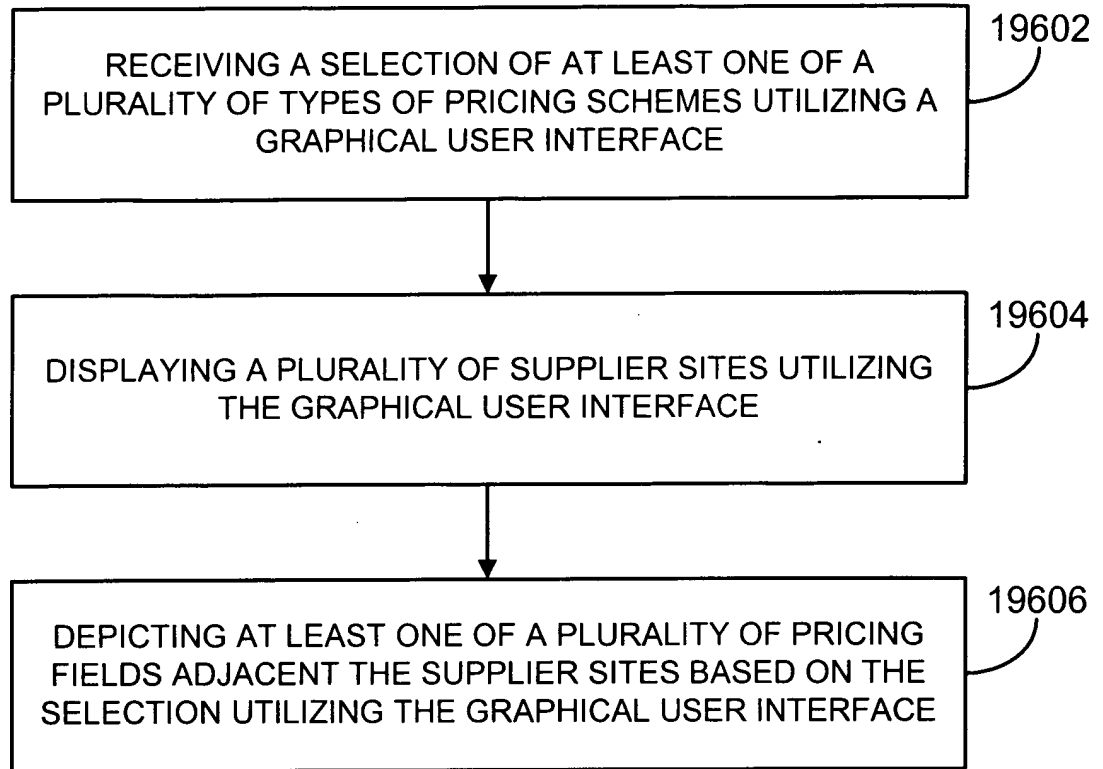 19602
RECEIVING A SELECTION OF AT LEAST ONE OF A
PLURALITY OF TYPES OF PRICING SCHEMES UTILIZING A
GRAPHICAL USER INTERFACE
19604
DISPLAYING A PLURALITY OF SUPPLIER SITES UTILIZING
THE GRAPHICAL USER INTERFACE
19606
DEPICTING AT LEAST ONE OF A PLURALITY OF PRICING
FIELDS ADJACENT THE SUPPLIER SITES BASED ON THE
SELECTION UTILIZING THE GRAPHICAL USER INTERFACE